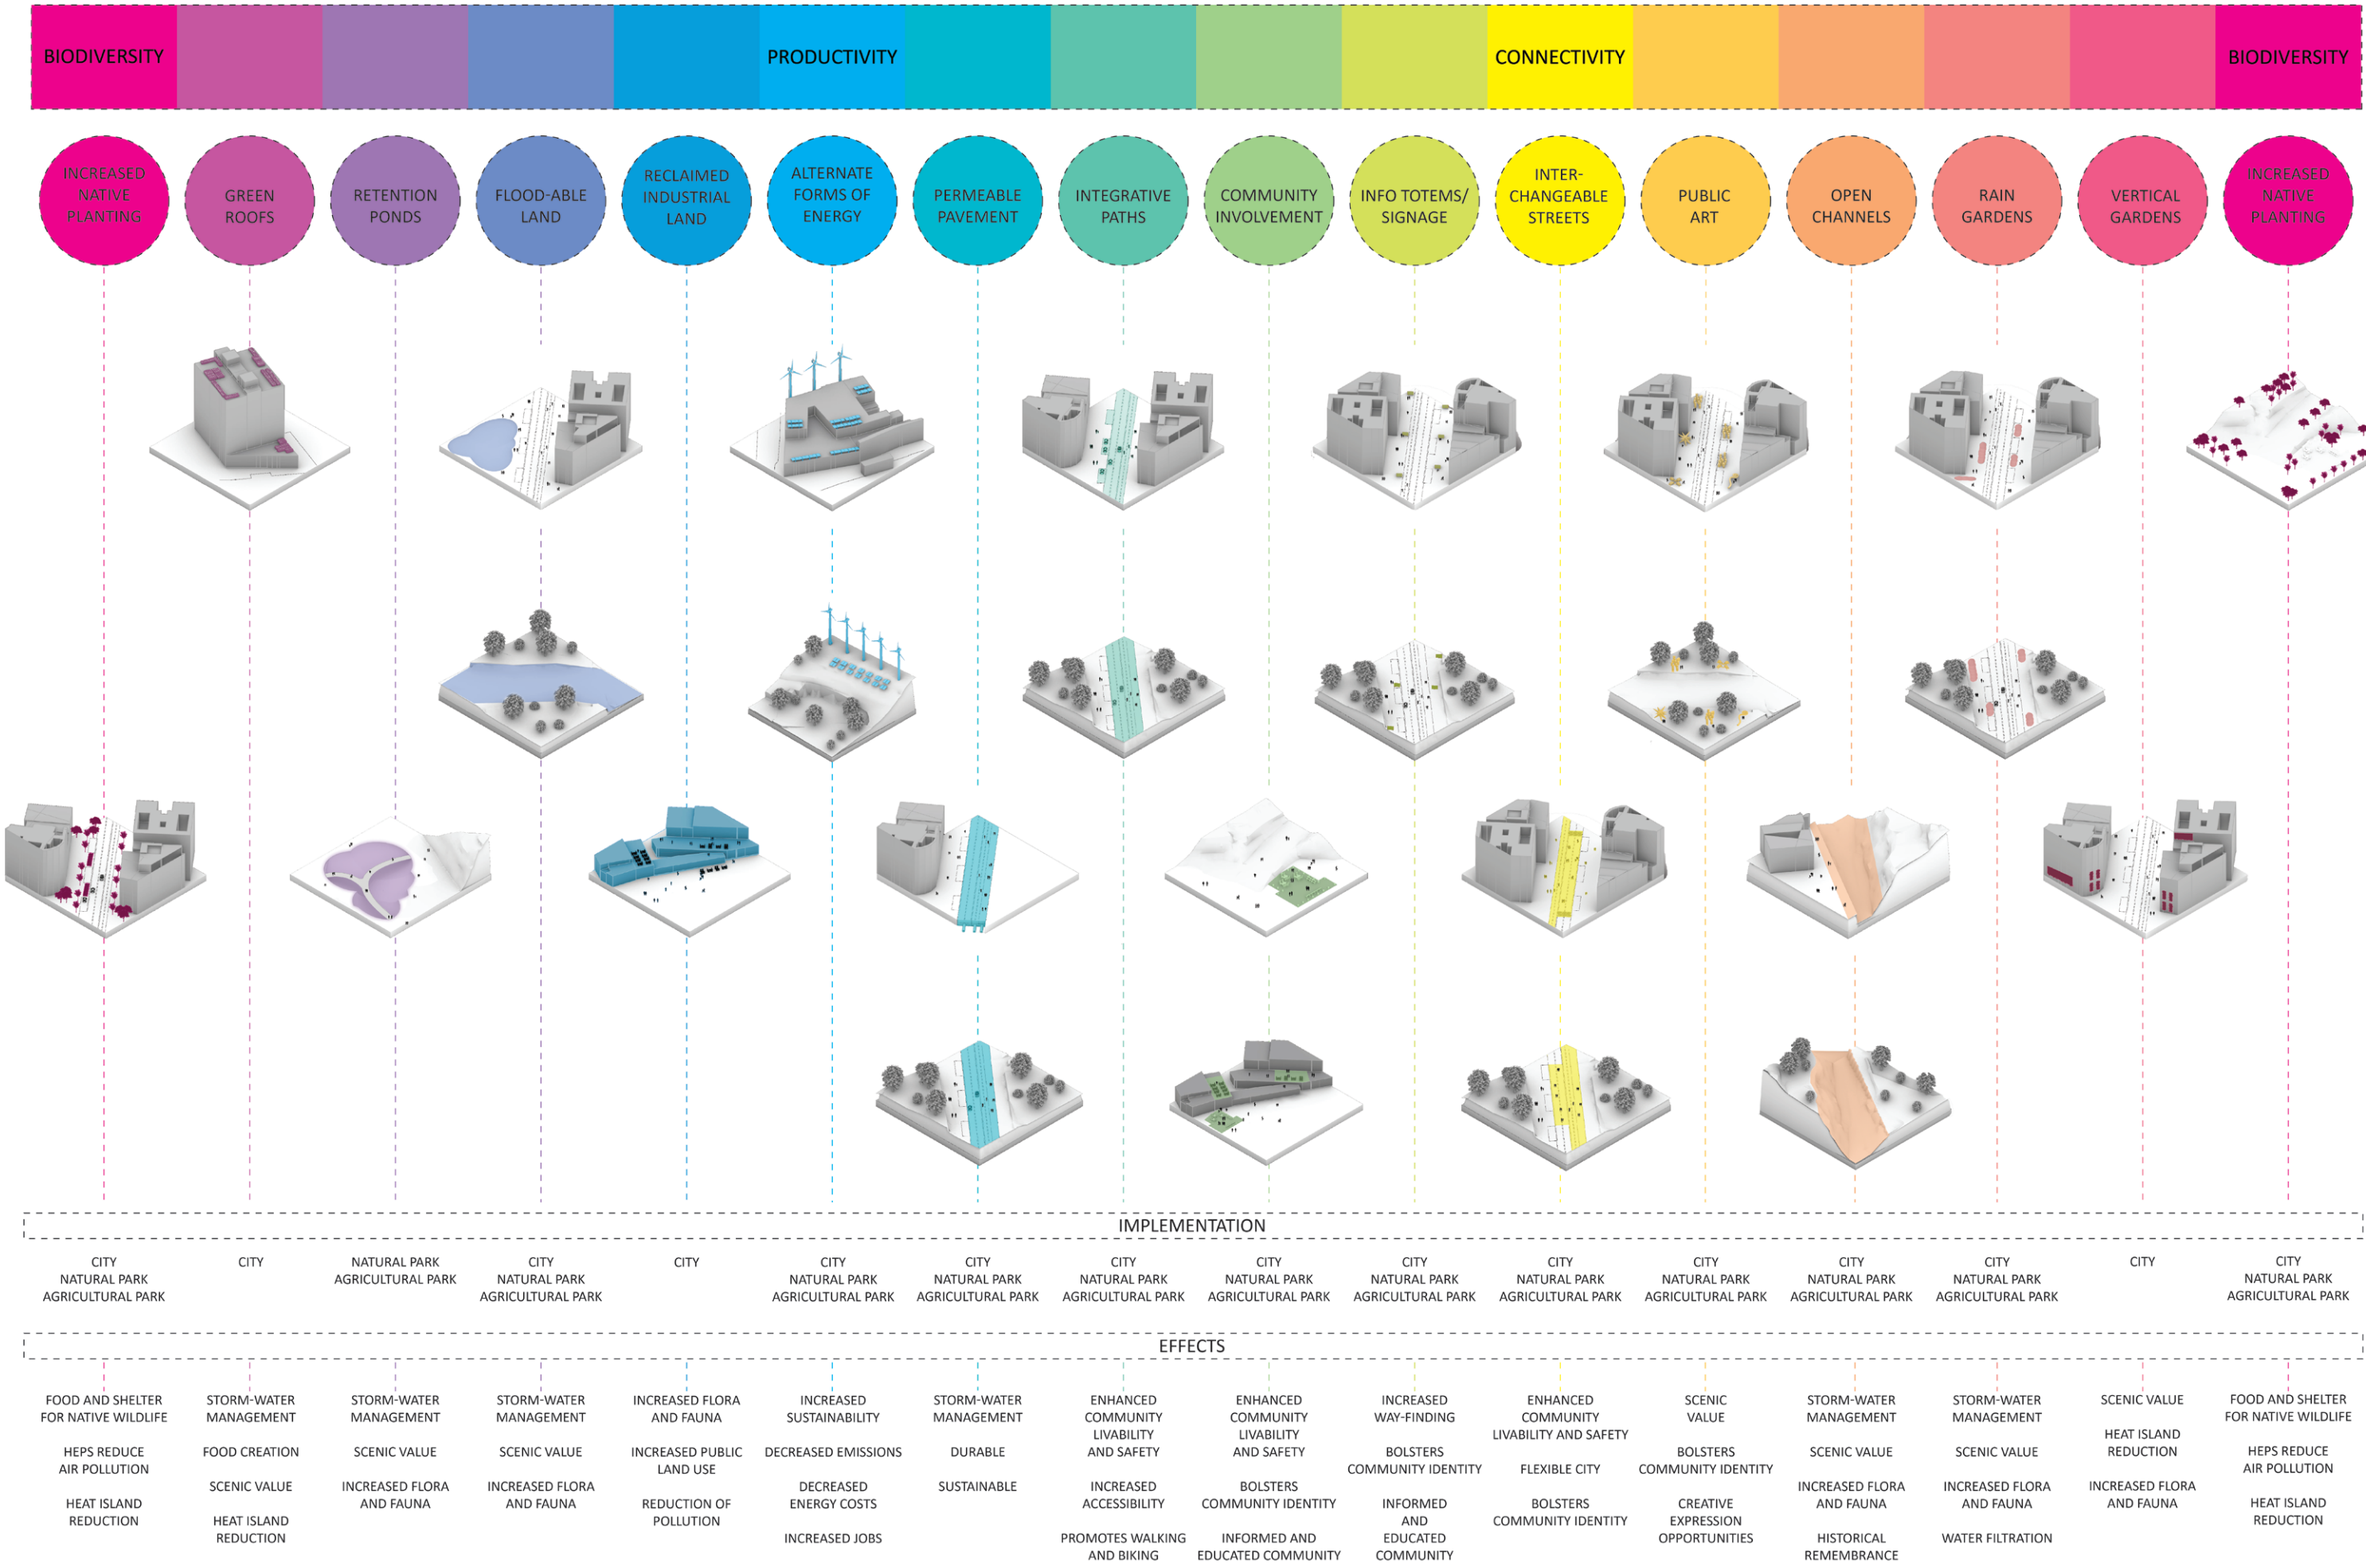 BIODIVERSITY
PRODUCTIVITY
CONNECTIVITY
BIODIVERSITY
INCREASED
NATIVE
PLANTING
GREEN
ROOFS
RETENTION
PONDS
FLOOD-ABLE
LAND
RECLAIMED
INDUSTRIAL
LAND
ALTERNATE
FORMS OF
ENERGY
PERMEABLE
PAVEMENT
INTEGRATIVE
PATHS
COMMUNITY
INVOLVEMENT
INFO TOTEMS/
SIGNAGE
INTER-
CHANGEABLE
STREETS
PUBLIC
ART
OPEN
CHANNELS
RAIN
GARDENS
VERTICAL
GARDENS
INCREASED
NATIVE
PLANTING
IMPLEMENTATION
CITY
NATURAL PARK
AGRICULTURAL PARK
CITY
NATURAL PARK
AGRICULTURAL PARK
CITY
NATURAL PARK
AGRICULTURAL PARK
CITY
CITY
NATURAL PARK
AGRICULTURAL PARK
CITY
NATURAL PARK
AGRICULTURAL PARK
CITY
NATURAL PARK
AGRICULTURAL PARK
CITY
NATURAL PARK
AGRICULTURAL PARK
CITY
NATURAL PARK
AGRICULTURAL PARK
CITY
NATURAL PARK
AGRICULTURAL PARK
CITY
NATURAL PARK
AGRICULTURAL PARK
CITY
NATURAL PARK
AGRICULTURAL PARK
CITY
NATURAL PARK
AGRICULTURAL PARK
CITY
CITY
NATURAL PARK
AGRICULTURAL PARK
EFFECTS
FOOD AND SHELTER
FOR NATIVE WILDLIFE
HEPS REDUCE
AIR POLLUTION
HEAT ISLAND
REDUCTION
STORM-WATER
MANAGEMENT
FOOD CREATION
SCENIC VALUE
HEAT ISLAND
REDUCTION
STORM-WATER
MANAGEMENT
SCENIC VALUE
INCREASED FLORA
AND FAUNA
STORM-WATER
MANAGEMENT
SCENIC VALUE
INCREASED FLORA
AND FAUNA
INCREASED FLORA
AND FAUNA
INCREASED PUBLIC
LAND USE
REDUCTION OF
POLLUTION
INCREASED
SUSTAINABILITY
DECREASED EMISSIONS
DECREASED
ENERGY COSTS
INCREASED JOBS
STORM-WATER
MANAGEMENT
DURABLE
SUSTAINABLE
ENHANCED
COMMUNITY
LIVABILITY
AND SAFETY
INCREASED
ACCESSIBILITY
PROMOTES WALKING
AND BIKING
ENHANCED
COMMUNITY
LIVABILITY
AND SAFETY
BOLSTERS
COMMUNITY IDENTITY
INFORMED AND
EDUCATED COMMUNITY
INCREASED
WAY-FINDING
BOLSTERS
COMMUNITY IDENTITY
INFORMED
AND
EDUCATED
COMMUNITY
ENHANCED
COMMUNITY
LIVABILITY AND SAFETY
FLEXIBLE CITY
BOLSTERS
COMMUNITY IDENTITY
SCENIC
VALUE
BOLSTERS
COMMUNITY IDENTITY
CREATIVE
EXPRESSION
OPPORTUNITIES
STORM-WATER
MANAGEMENT
SCENIC VALUE
INCREASED FLORA
AND FAUNA
HISTORICAL
REMEMBRANCE
STORM-WATER
MANAGEMENT
SCENIC VALUE
INCREASED FLORA
AND FAUNA
WATER FILTRATION
SCENIC VALUE
HEAT ISLAND
REDUCTION
INCREASED FLORA
AND FAUNA
FOOD AND SHELTER
FOR NATIVE WILDLIFE
HEPS REDUCE
AIR POLLUTION
HEAT ISLAND
REDUCTION